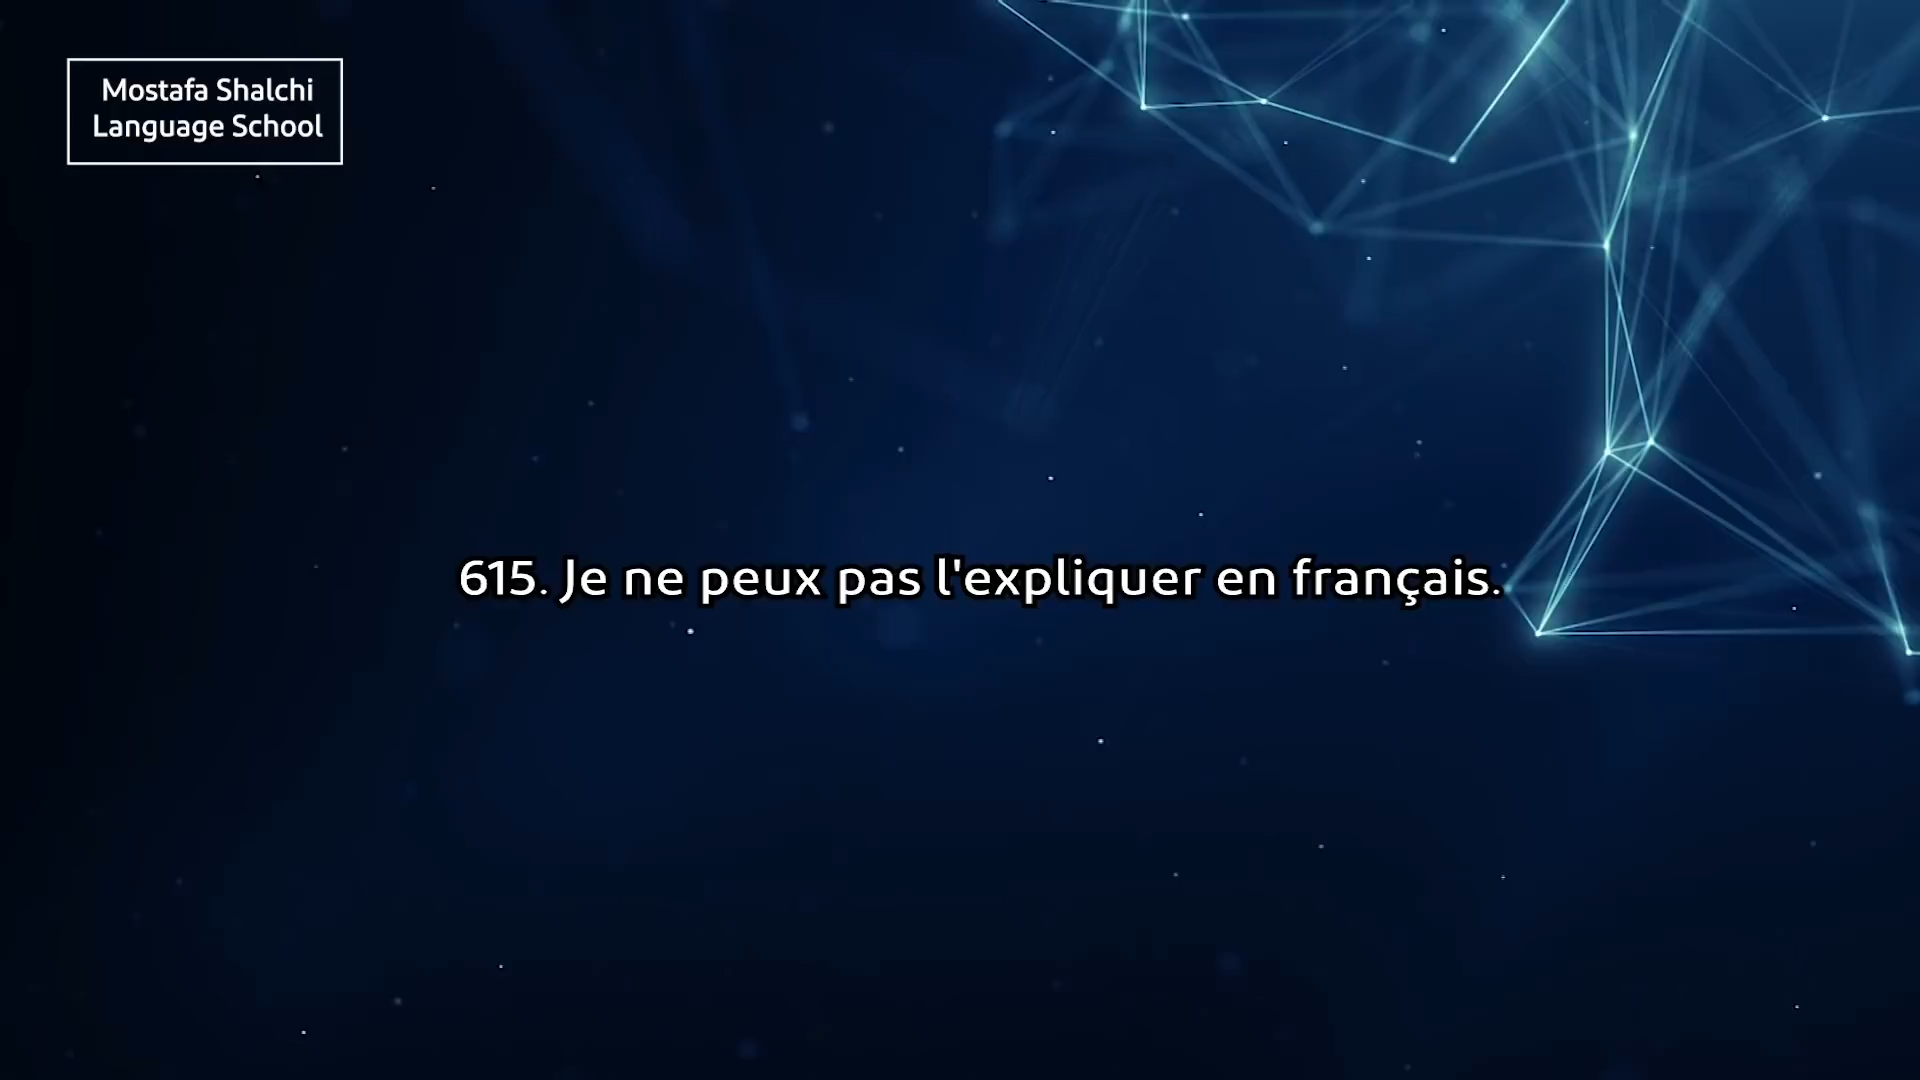 Mostafa Shalchi
Language School
615. Je ne peux pas l'expliquer en français.